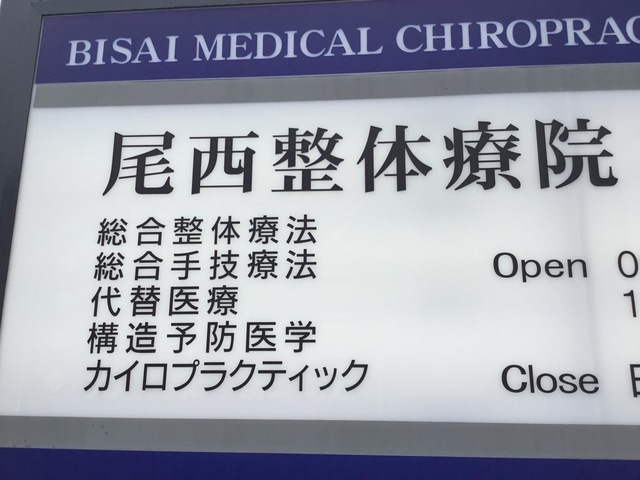 BISAI MEDICAL CHIROPRAC
尾西整体療院
総合整体療法
総合手技療法
代替医療
構造予防医学
カイロプラクティック
Open 0
1
Close